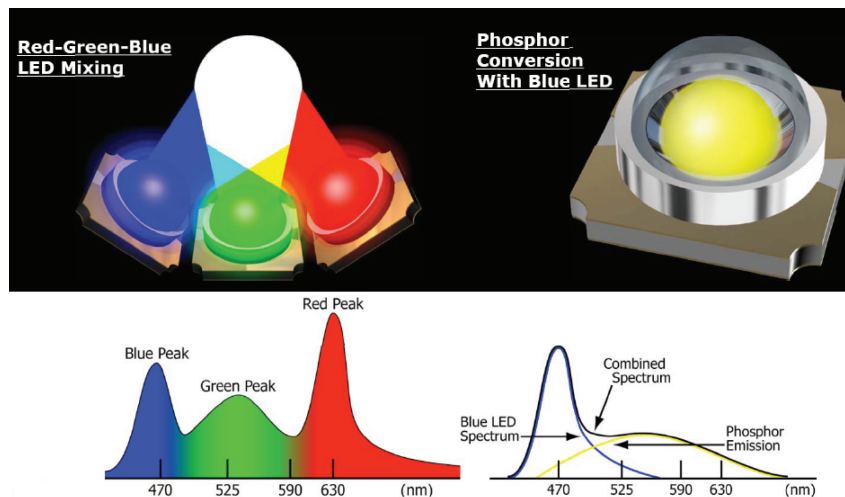 Red-Green-Blue
LED Mixing
Phosphor
Conversion
With Blue LED
Red Peak
Blue Peak
Green Peak
470
525
590
630
(nm)
Combined
Spectrum
Blue LED
Spectrum
Phosphor
Emission
470
525
590
630
(nm)